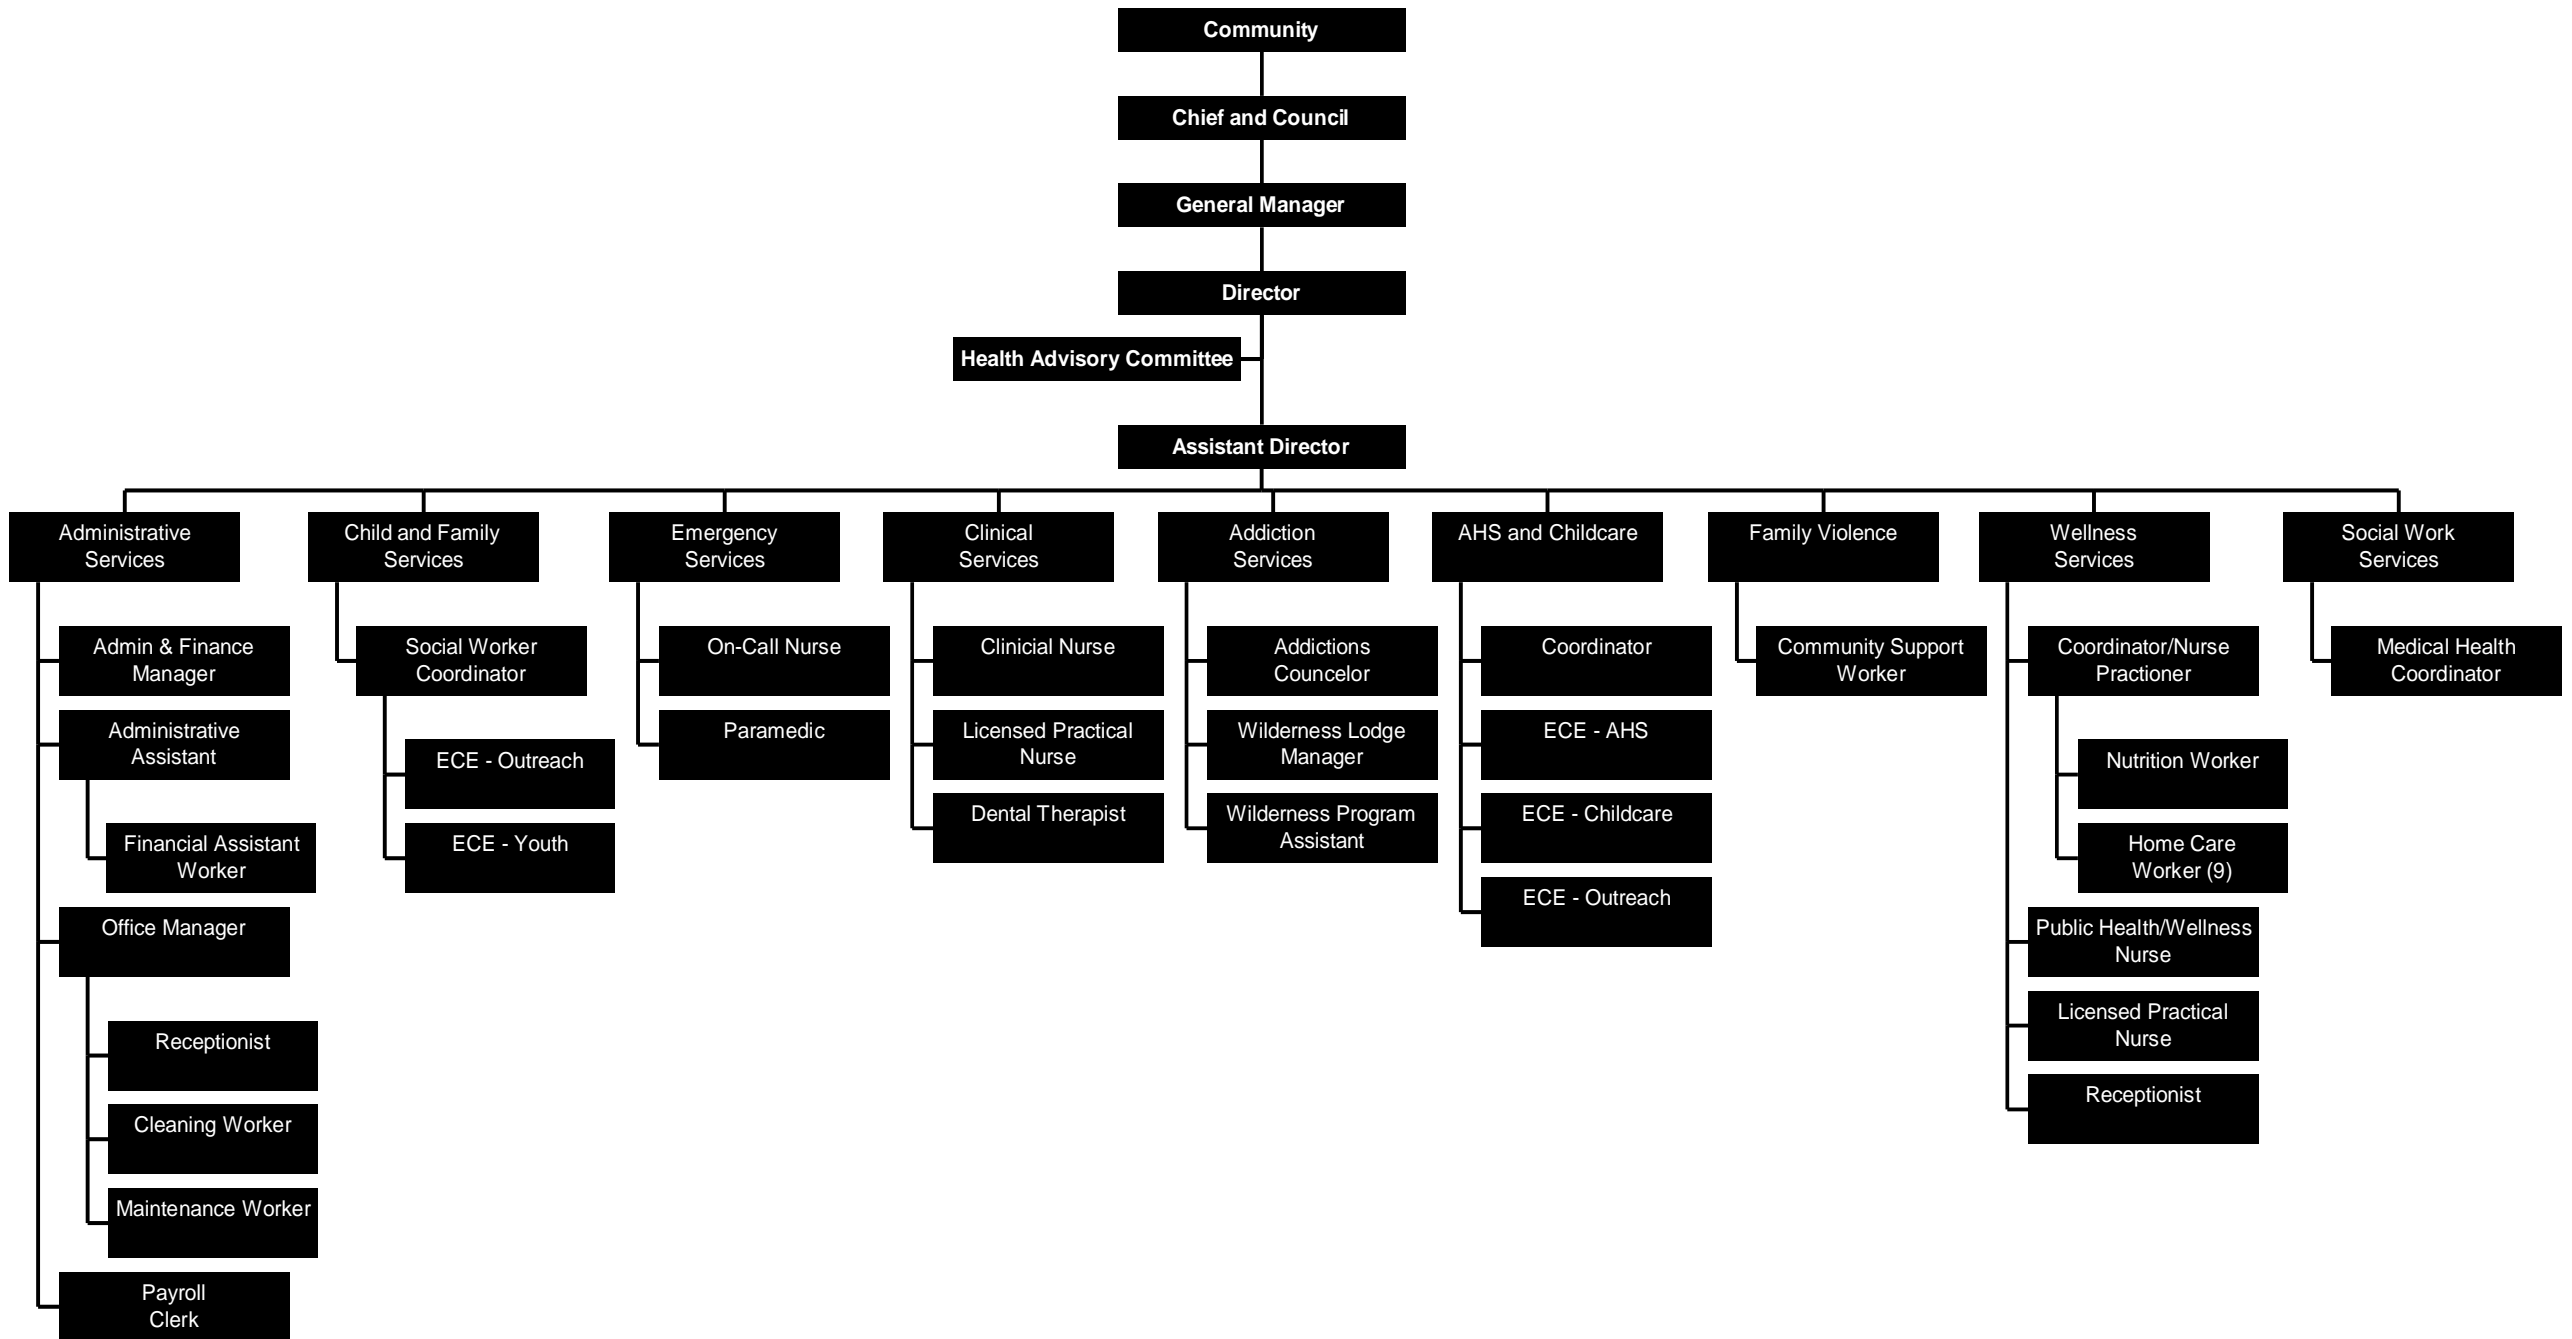 Community
Chief and Council
General Manager
Director
Health Advisory Committee
Assistant Director
Administrative
Services
Admin & Finance
Manager
Administrative
Assistant
Financial Assistant
Worker
Office Manager
Receptionist
Cleaning Worker
Maintenance Worker
Payroll
Clerk
Child and Family
Services
Social Worker
Coordinator
ECE - Outreach
ECE - Youth
Emergency
Services
On-Call Nurse
Paramedic
Clinical
Services
Clinicial Nurse
Licensed Practical
Nurse
Dental Therapist
Addiction
Services
Addictions
Councelor
Wilderness Lodge
Manager
Wilderness Program
Assistant
AHS and Childcare
Coordinator
ECE - AHS
ECE - Childcare
ECE - Outreach
Family Violence
Community Support
Worker
Wellness
Services
Coordinator/Nurse
Practioner
Nutrition Worker
Home Care
Worker (9)
Public Health/Wellness
Nurse
Licensed Practical
Nurse
Receptionist
Social Work
Services
Medical Health
Coordinator